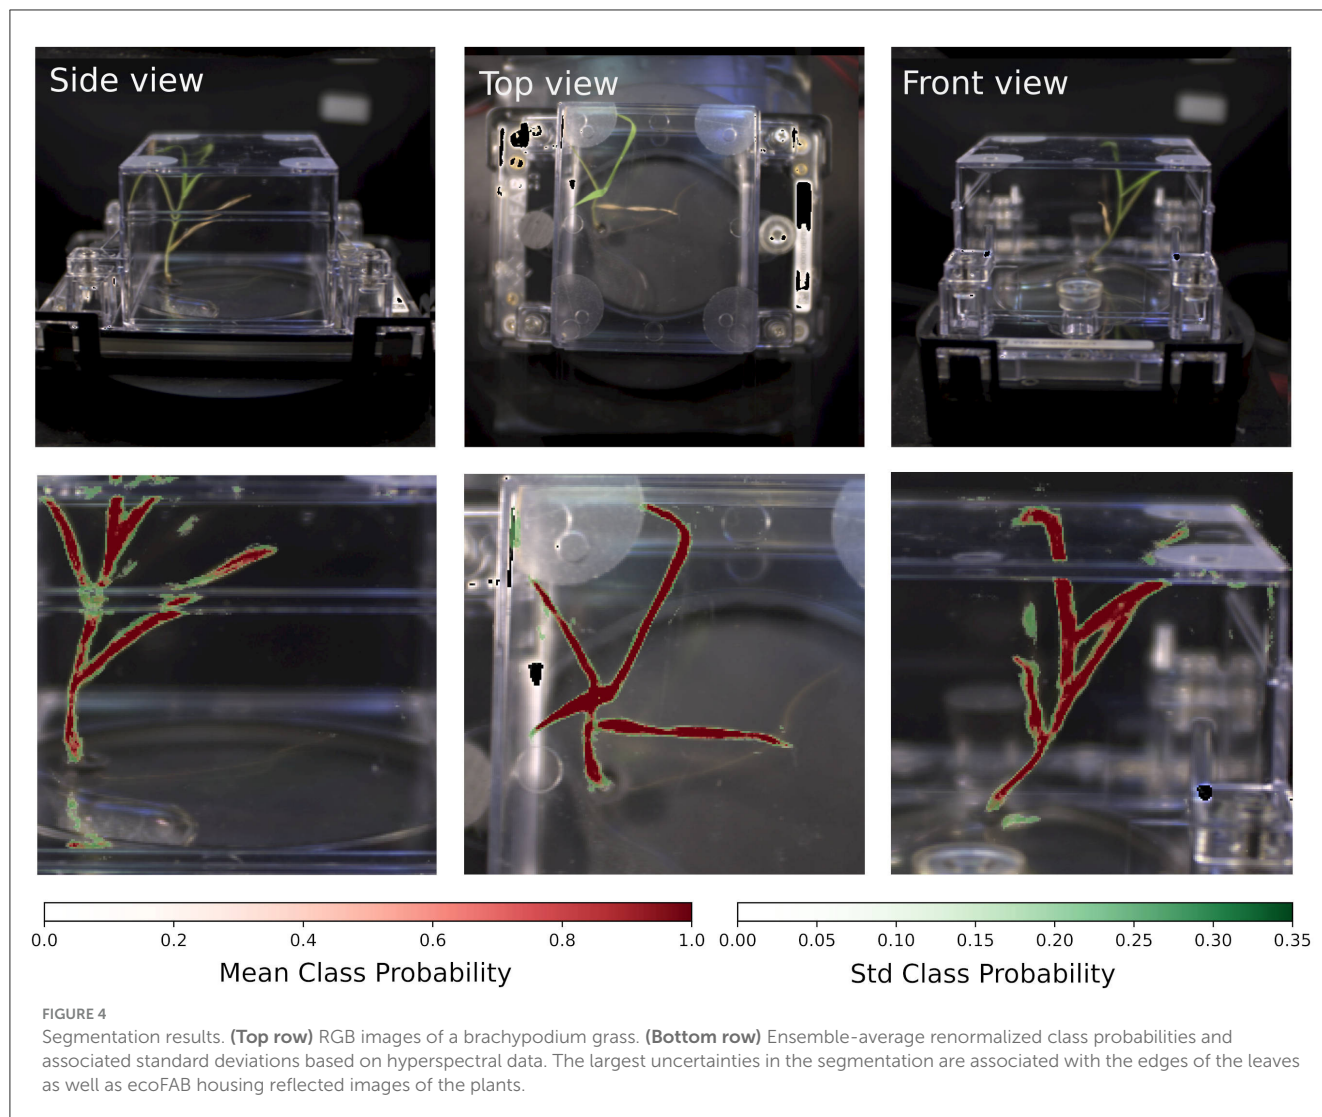 Side view
Top view
Front view
0.0 0.2 0.4 0.6 0.8 1.0
Mean Class Probability
0.00 0.05 0.10 0.15 0.20 0.25 0.30 0.35
Std Class Probability
FIGURE 4
Segmentation results. (Top row) RGB images of a brachypodium grass. (Bottom row) Ensemble-average renormalized class probabilities and
associated standard deviations based on hyperspectral data. The largest uncertainties in the segmentation are associated with the edges of the leaves
as well as ecoFAB housing reflected images of the plants.